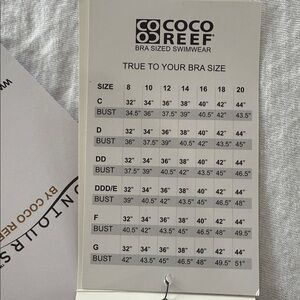 COCO
REEF
BRA SIZED SWIMWEAR
TRUE TO YOUR BRA SIZE
SIZE 8 10 12 14 16 18 20
C 32" 34" 36" 38" 40" 42" 44"
BUST 34.5" 36" 37.5" 39" 40.5" 42" 43.5"
D 32" 34" 36" 38" 40" 42" 44"
BUST 36" 37.5" 39" 40.5" 42" 43.5" 45"
DD 32" 34" 36" 38" 40" 42" 44"
BUST 37.5" 39" 40.5" 42" 43.5" 45" 46.5"
DDD/E 32" 34" 36" 38" 40" 42" 44"
BUST 39" 40.5" 42" 43.5" 45" 46.5" 48"
F 32" 34" 36" 38" 40" 42" 44"
BUST 40.5" 42" 43.5" 45" 46.5" 48" 49.5"
G 32" 34" 36" 38" 40" 42" 44"
BUST 42" 43.5" 45" 46.5" 48" 49.5" 51"
BY COCO REE
ONTOURS